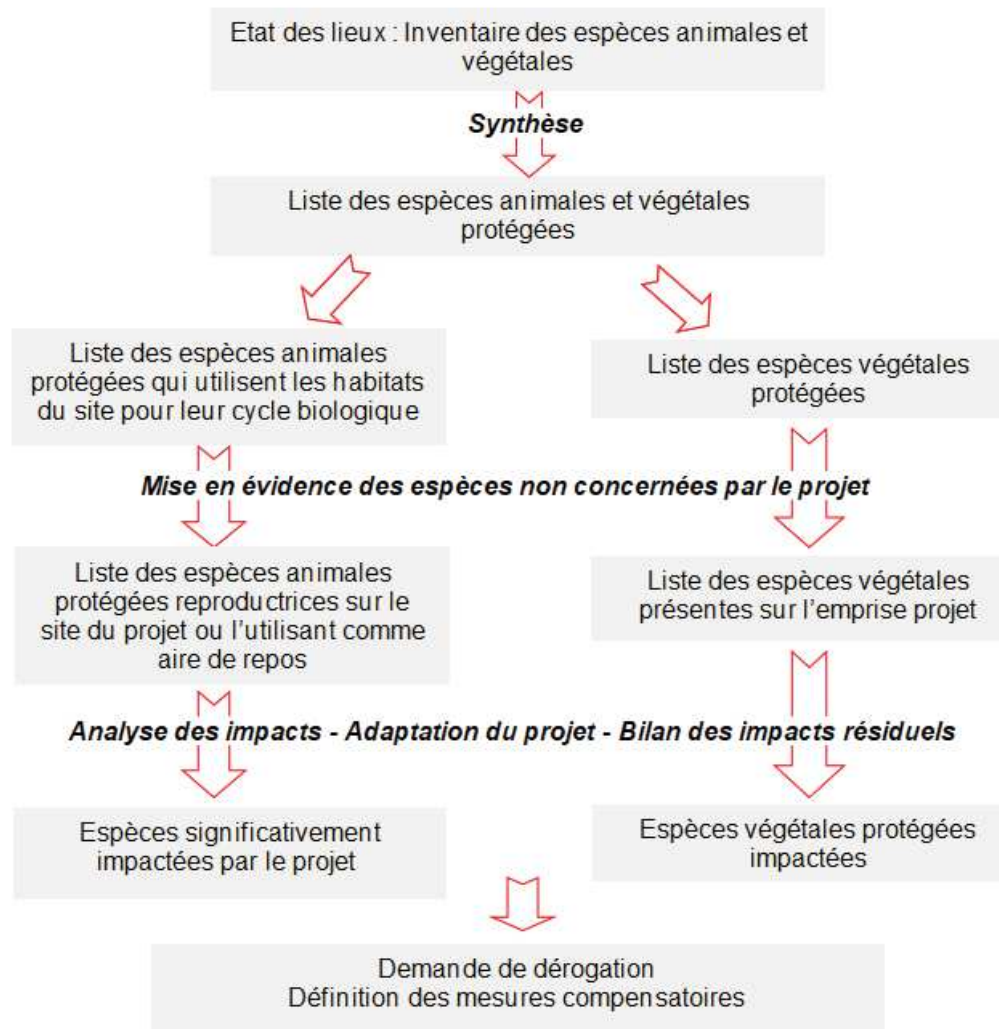 Etat des lieux : Inventaire des espèces animales et
végétales
Synthèse
Liste des espèces animales et végétales
protégées
Liste des espèces animales
protégées qui utilisent les habitats
du site pour leur cycle biologique
Liste des espèces végétales
protégées
Mise en évidence des espèces non concernées par le projet
Liste des espèces animales
protégées reproductrices sur le
site du projet ou l'utilisant comme
aire de repos
Liste des espèces végétales
présentes sur l'emprise projet
Analyse des impacts - Adaptation du projet - Bilan des impacts résiduels
Espèces significativement
impactées par le projet
Espèces végétales protégées
impactées
Demande de dérogation
Définition des mesures compensatoires